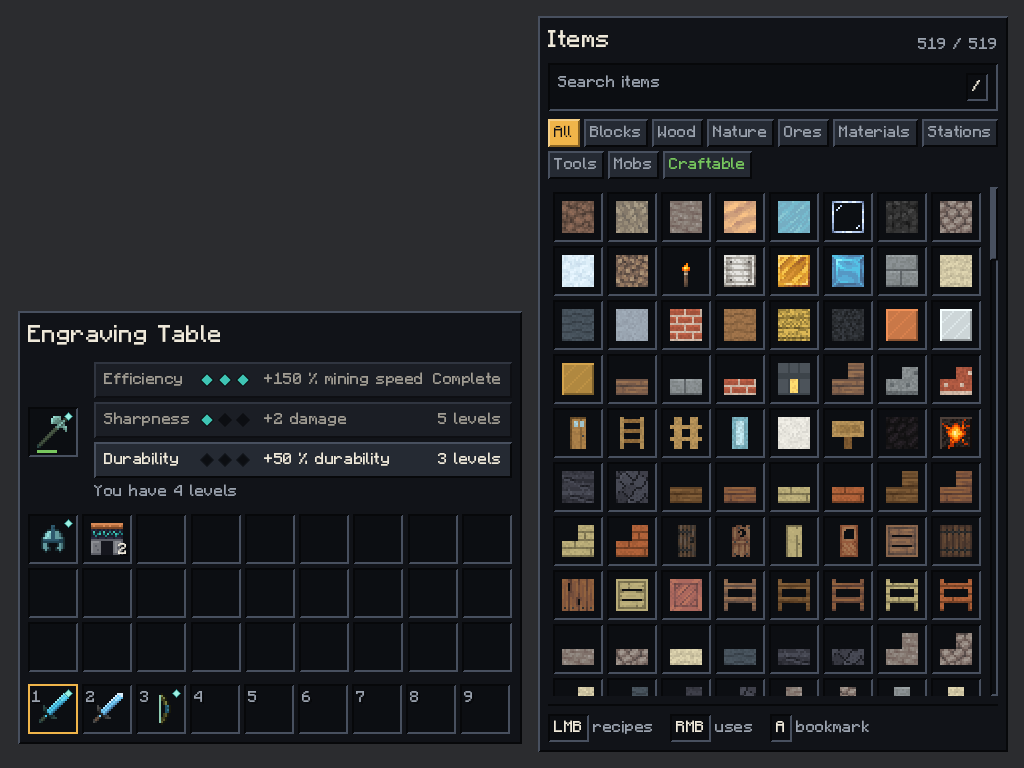 Items
519 / 519
Search items
/
All Blocks Wood Nature Ores Materials Stations
Tools Mobs Craftable
Engraving Table
Efficiency +150 % mining speed Complete
Sharpness +2 damage 5 levels
Durability +50 % durability 3 levels
You have 4 levels
2
1 2 3 4 5 6 7 8 9
LMB recipes RMB uses A bookmark